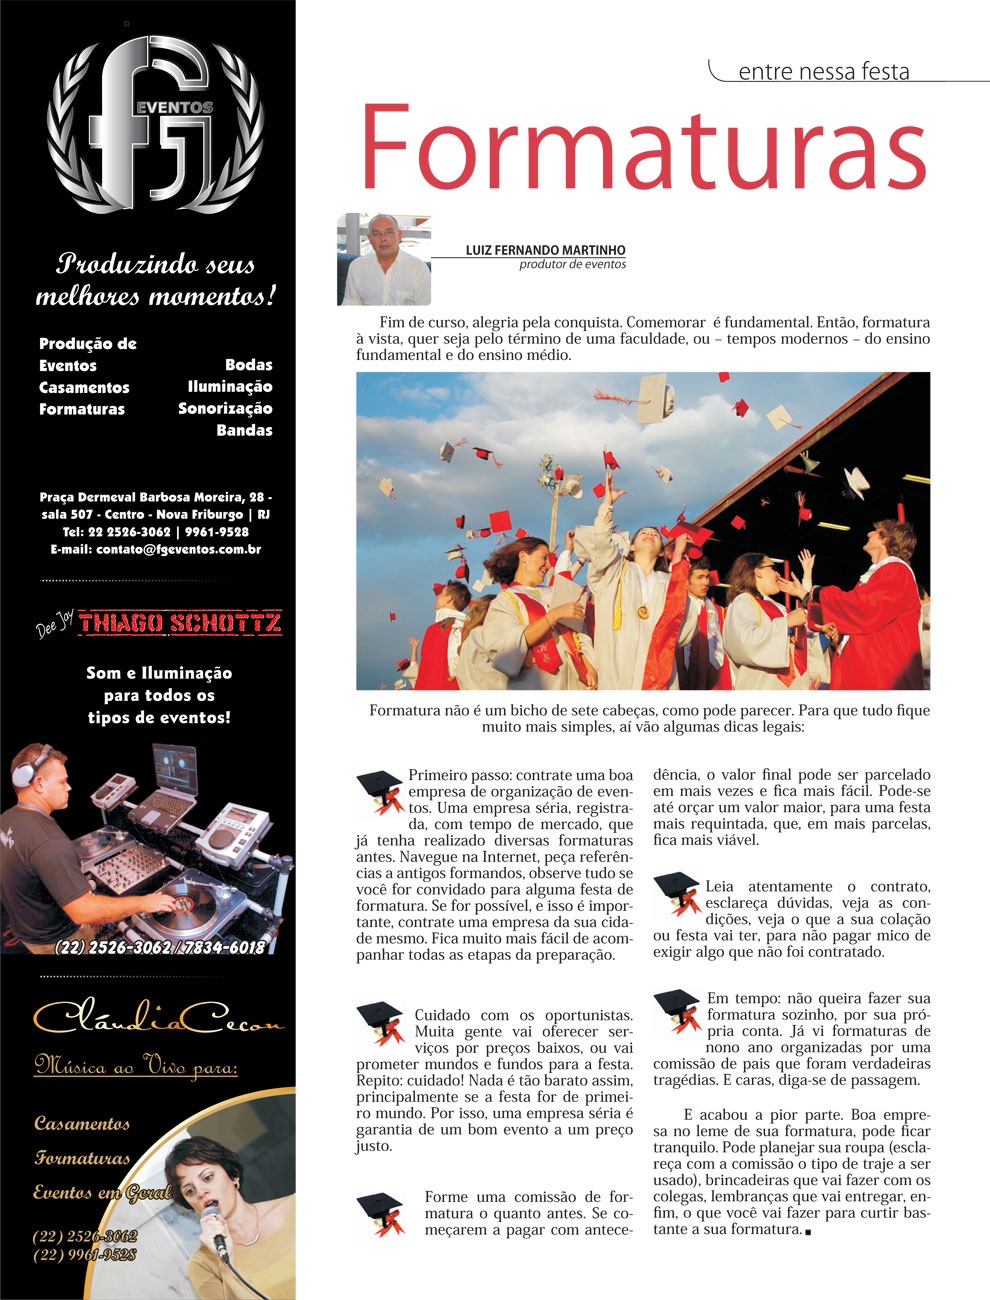 fG
EVENTOS
Produzindo seus
melhores momentos!
Produção de
Eventos
Casamentos
Formaturas
Bodas
Iluminação
Sonorização
Bandas
Praça Dermeval Barbosa Moreira, 28 -
sala 507 - Centro - Nova Friburgo | RJ
Tel: 22 2526-3062 | 9961-9528
E-mail: contato@fgeventos.com.br
Dee Jay THIAGO SCHOTTZ
Som e Iluminação
para todos os
tipos de eventos!
(22) 2526-3062 / 7834-6018
Cláudia Cecon
Música ao Vivo para:
Casamentos
Formaturas
Eventos em Geral
(22) 2526-3062
(22) 9961-9528
entre nessa festa
Formaturas
LUIZ FERNANDO MARTINHO
produtor de eventos
Fim de curso, alegria pela conquista. Comemorar é fundamental. Então, formatura
à vista, quer seja pelo término de uma faculdade, ou – tempos modernos – do ensino
fundamental e do ensino médio.
Formatura não é um bicho de sete cabeças, como pode parecer. Para que tudo fique
muito mais simples, aí vão algumas dicas legais:
Primeiro passo: contrate uma boa
empresa de organização de even-
tos. Uma empresa séria, registra-
da, com tempo de mercado, que
já tenha realizado diversas formaturas
antes. Navegue na Internet, peça referên-
cias a antigos formandos, observe tudo se
você for convidado para alguma festa de
formatura. Se for possível, e isso é impor-
tante, contrate uma empresa da sua cida-
de mesmo. Fica muito mais fácil de acom-
panhar todas as etapas da preparação.
Cuidado com os oportunistas.
Muita gente vai oferecer ser-
viços por preços baixos, ou vai
prometer mundos e fundos para a festa.
Repito: cuidado! Nada é tão barato assim,
principalmente se a festa for de primei-
ro mundo. Por isso, uma empresa séria é
garantia de um bom evento a um preço
justo.
Forme uma comissão de for-
matura o quanto antes. Se co-
meçarem a pagar com antece-
dência, o valor final pode ser parcelado
em mais vezes e fica mais fácil. Pode-se
até orçar um valor maior, para uma festa
mais requintada, que, em mais parcelas,
fica mais viável.
Leia atentamente o contrato,
esclareça dúvidas, veja as con-
dições, veja o que a sua colação
ou festa vai ter, para não pagar mico de
exigir algo que não foi contratado.
Em tempo: não queira fazer sua
formatura sozinho, por sua pró-
pria conta. Já vi formaturas de
nono ano organizadas por uma
comissão de pais que foram verdadeiras
tragédias. E caras, diga-se de passagem.
E acabou a pior parte. Boa empre-
sa no leme de sua formatura, pode ficar
tranquilo. Pode planejar sua roupa (escla-
reça com a comissão o tipo de traje a ser
usado), brincadeiras que vai fazer com os
colegas, lembranças que vai entregar, en-
fim, o que você vai fazer para curtir bas-
tante a sua formatura.